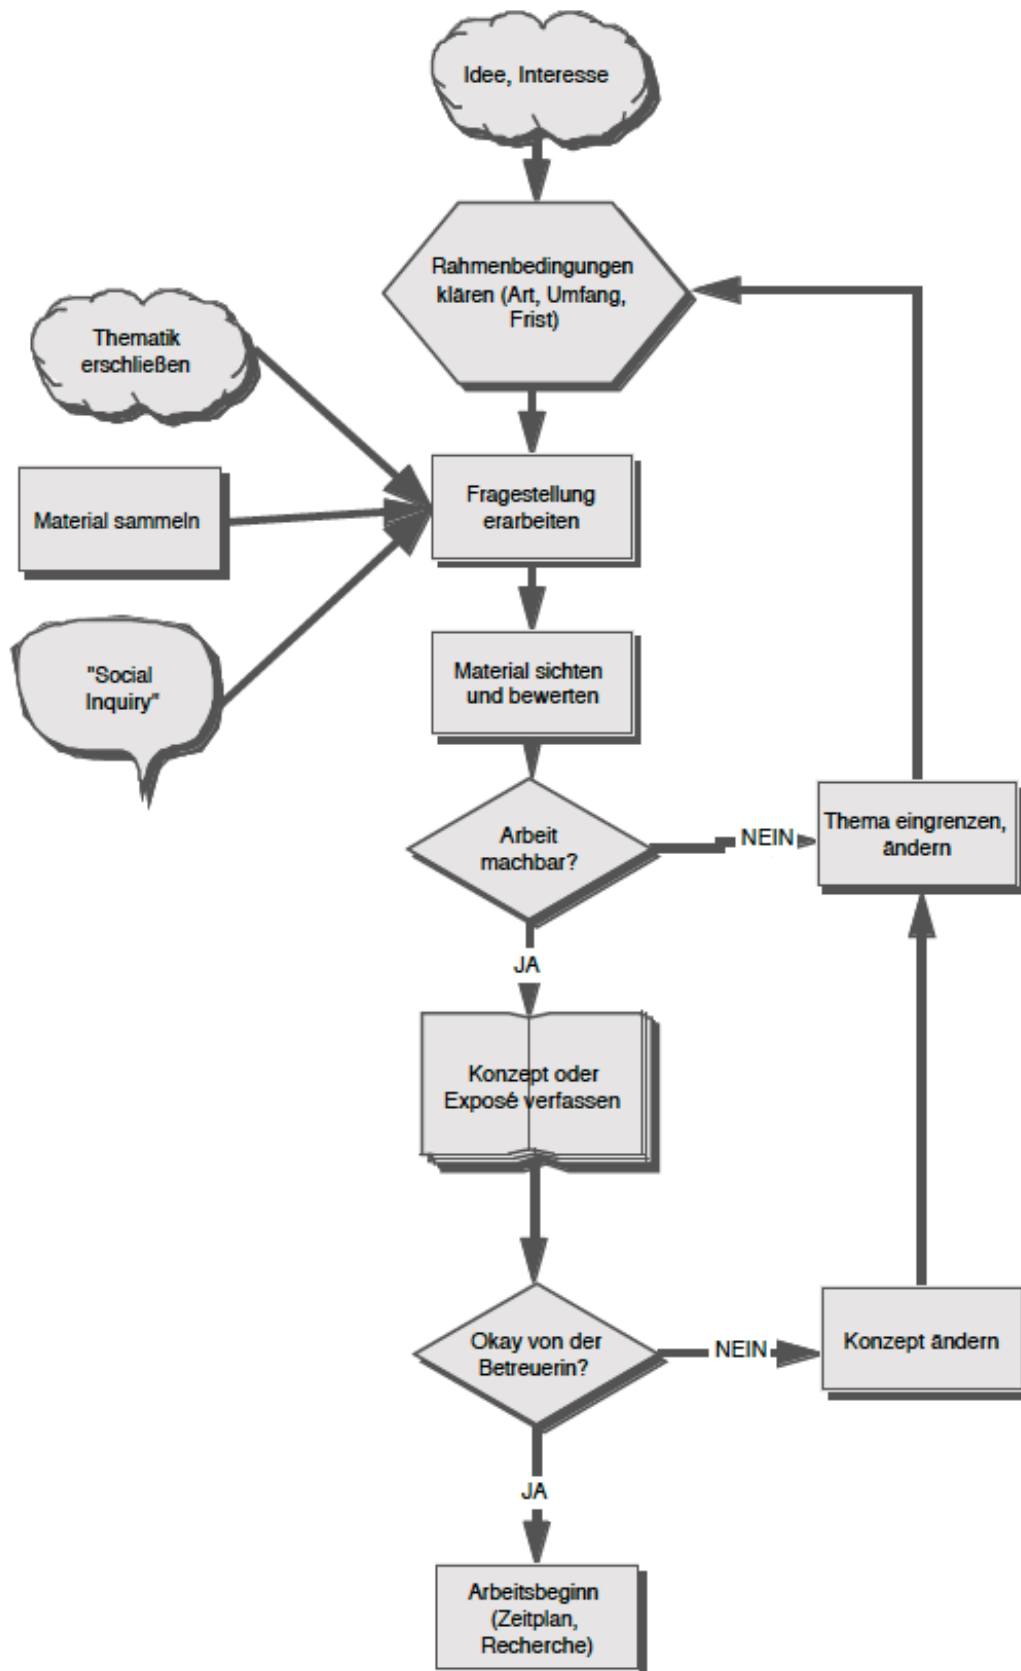 Idee, Interesse
Rahmenbedingungen
klären (Art, Umfang,
Frist)
Thematik
erschließen
Material sammeln
"Social
Inquiry"
Fragestellung
erarbeiten
Material sichten
und bewerten
Arbeit
machbar?
NEIN
Thema eingrenzen,
ändern
JA
Konzept oder
Exposé verfassen
Okay von der
Betreuerin?
NEIN
Konzept ändern
JA
Arbeitsbeginn
(Zeitplan,
Recherche)